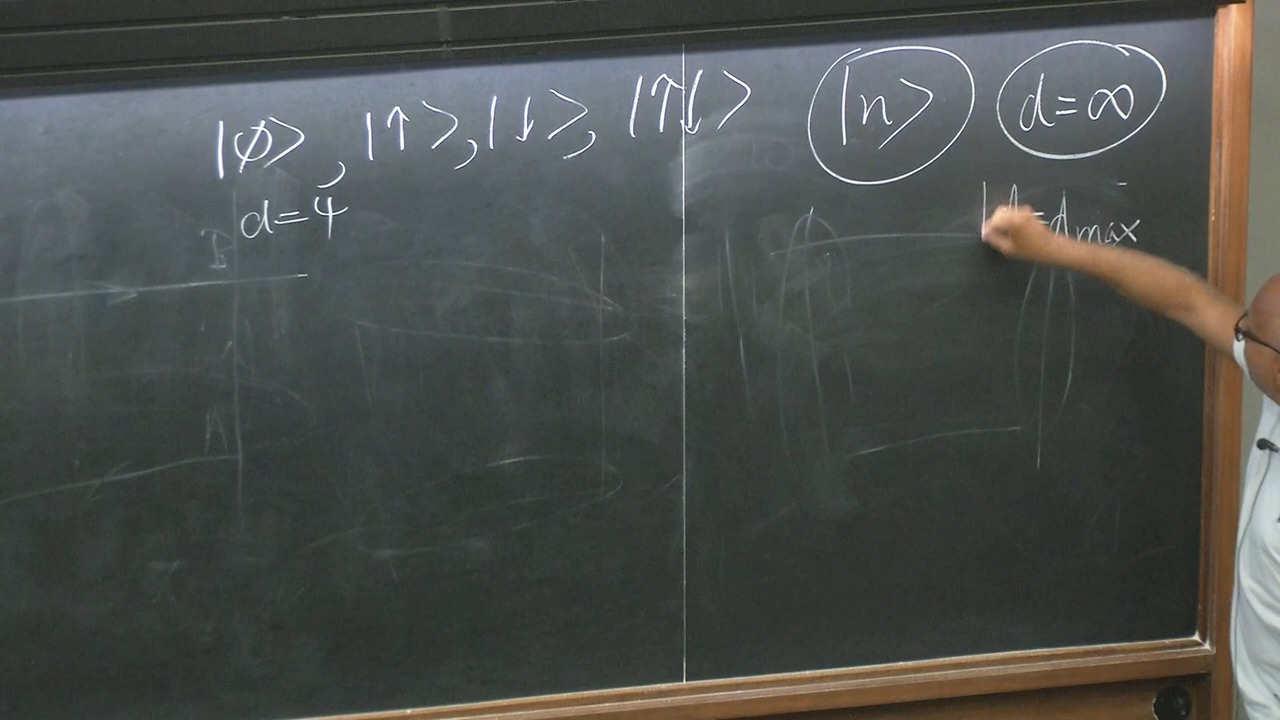 |φ⟩, |↑⟩, |↓⟩, |↑↓⟩ |n⟩ d=∞
d=4 d=dmax
B
A